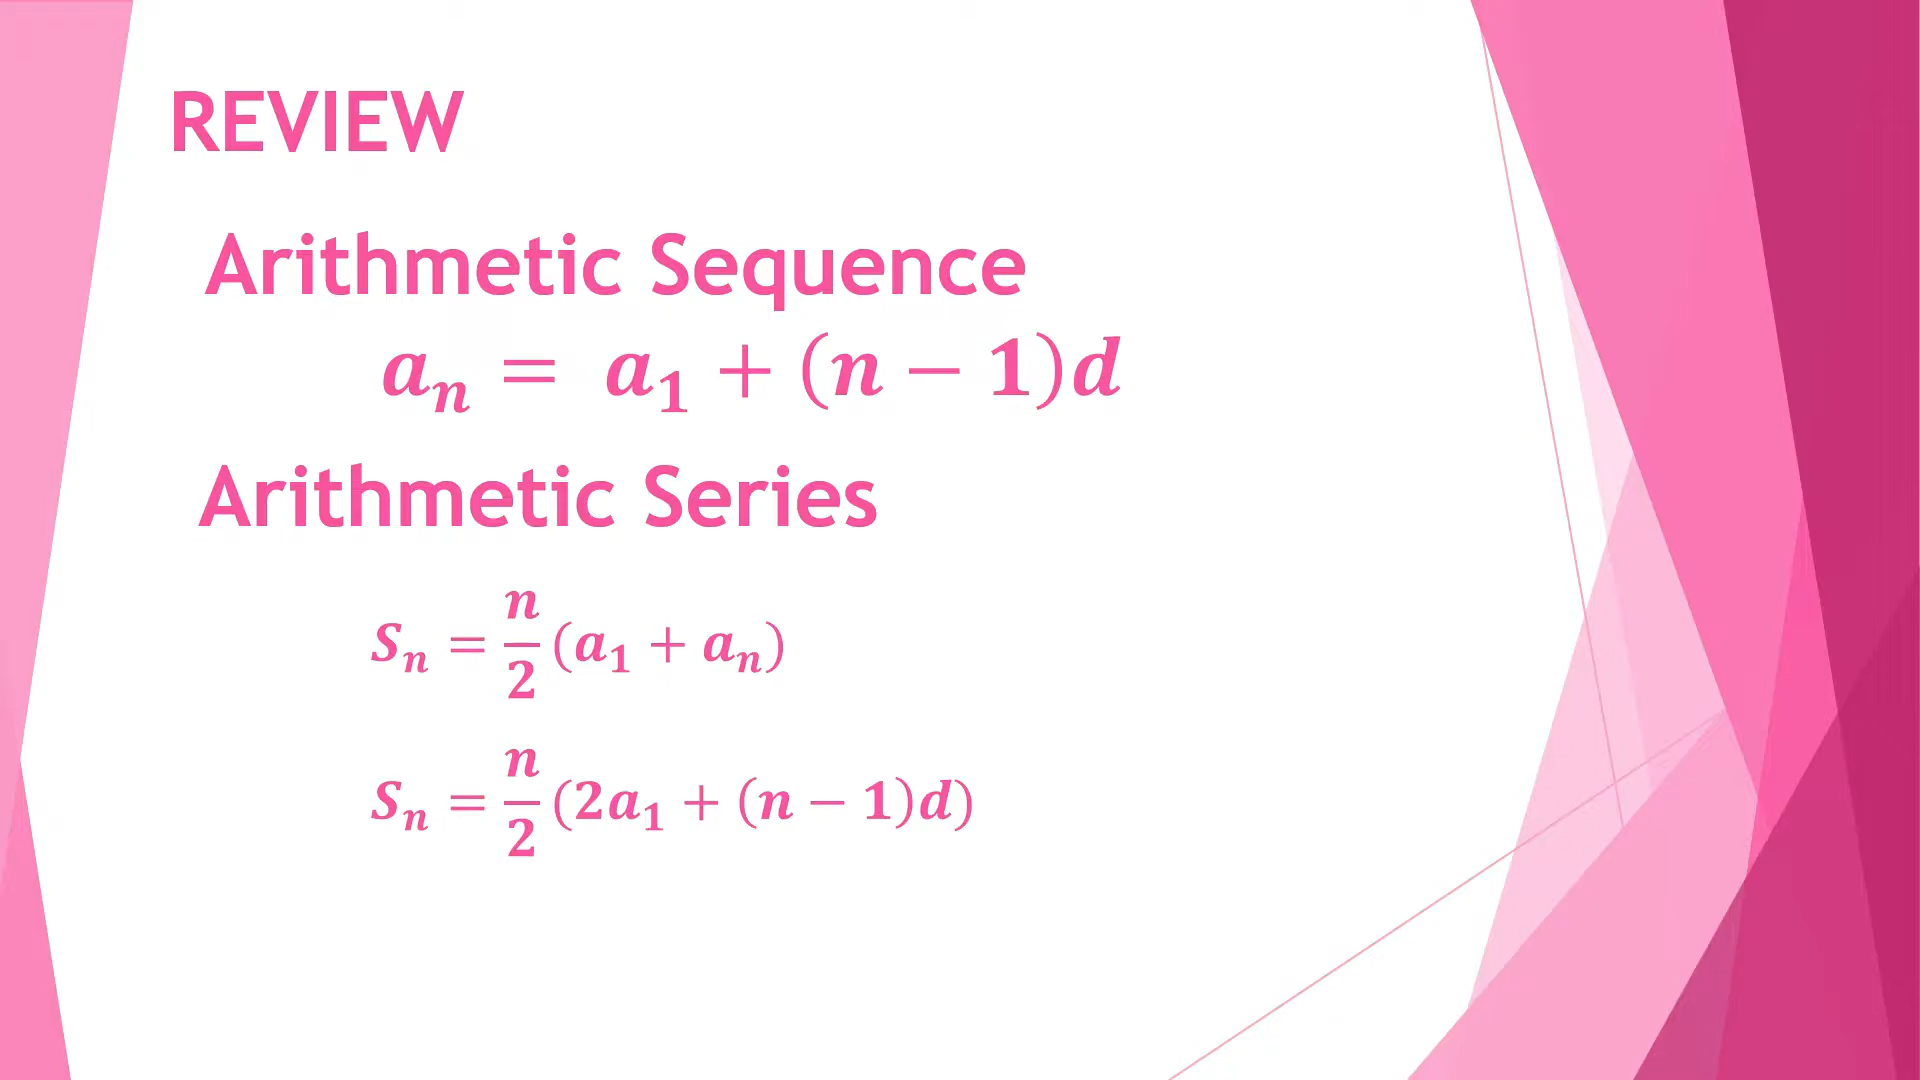 REVIEW
Arithmetic Sequence
aₙ = a₁ + (n − 1)d
Arithmetic Series
Sₙ = n/2 (a₁ + aₙ)
Sₙ = n/2 (2a₁ + (n − 1)d)